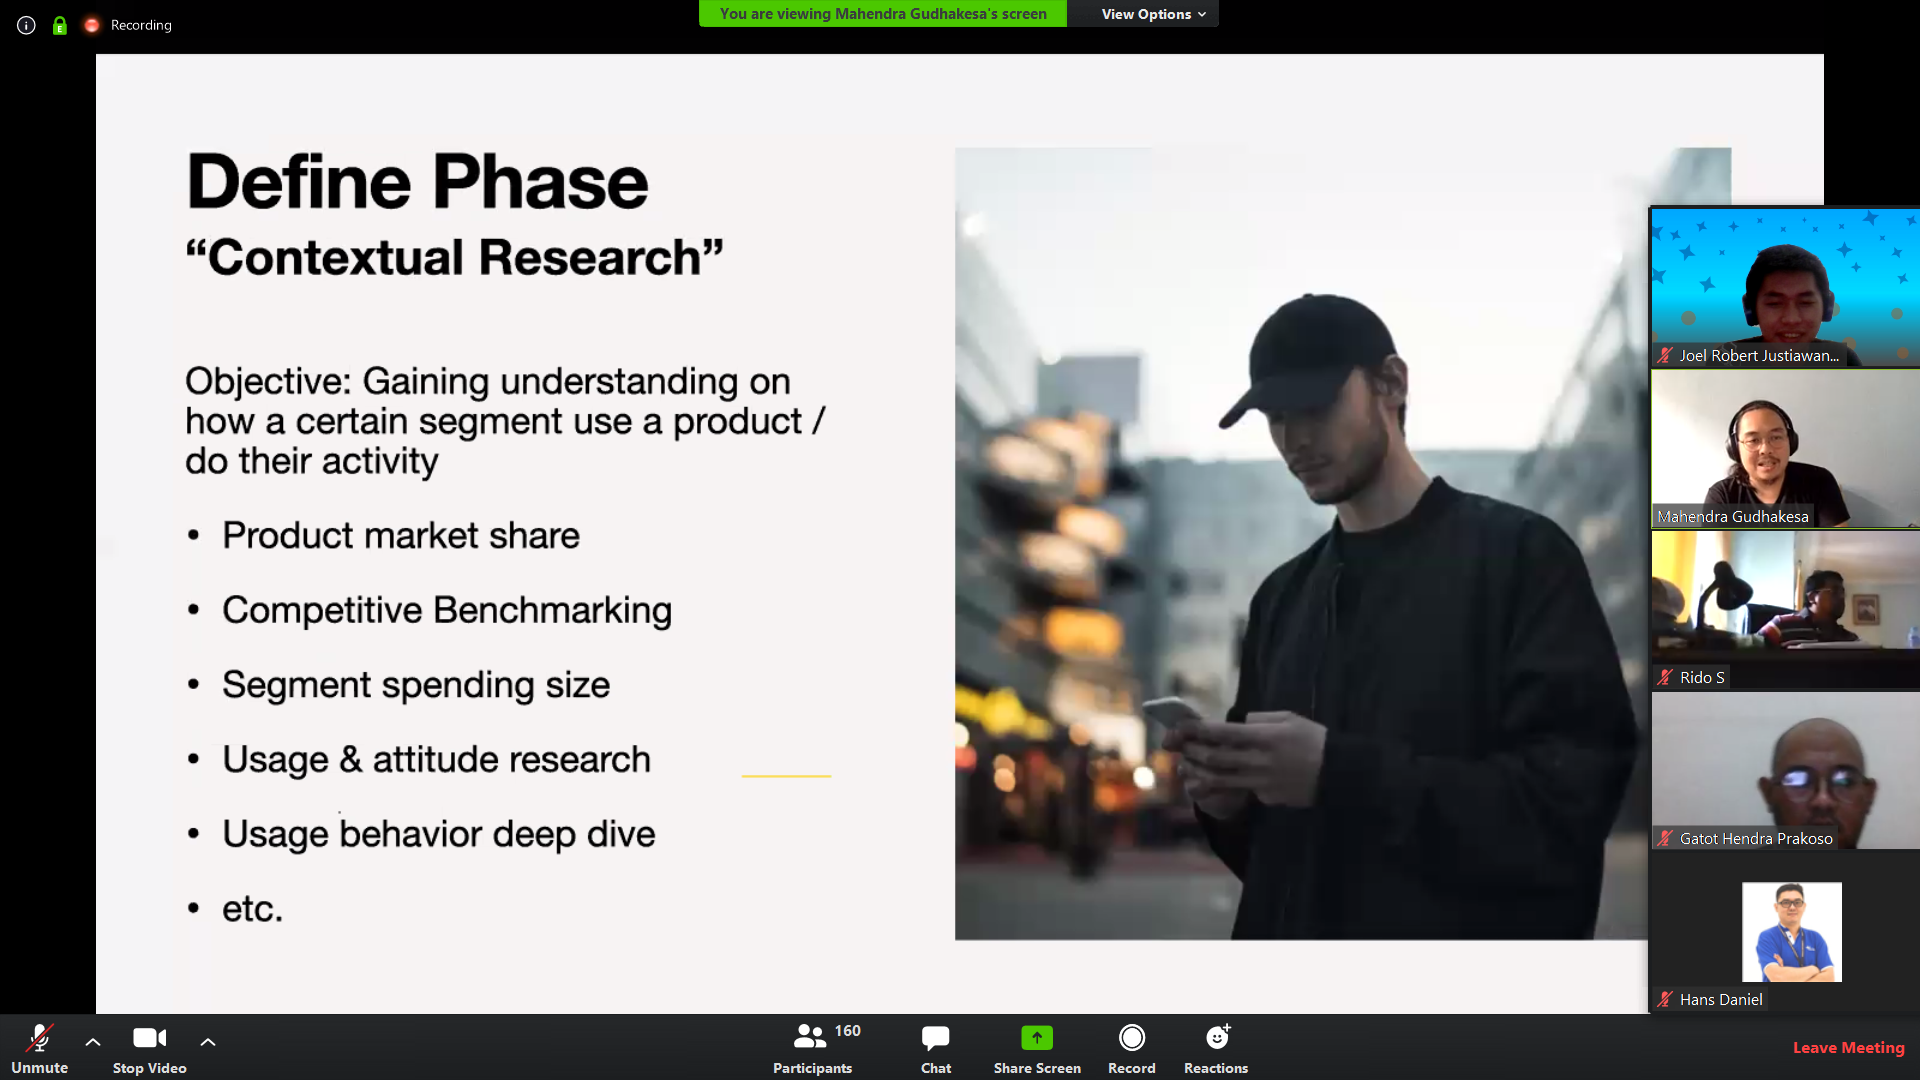 Recording
You are viewing Mahendra Gudhakesa's screen
View Options
Define Phase
“Contextual Research”
Objective: Gaining understanding on
how a certain segment use a product /
do their activity
• Product market share
• Competitive Benchmarking
• Segment spending size
• Usage & attitude research
• Usage behavior deep dive
• etc.
Joel Robert Justiawan...
Mahendra Gudhakesa
Rido S
Gatot Hendra Prakoso
Hans Daniel
Unmute
Stop Video
160
Participants
Chat
Share Screen
Record
Reactions
Leave Meeting